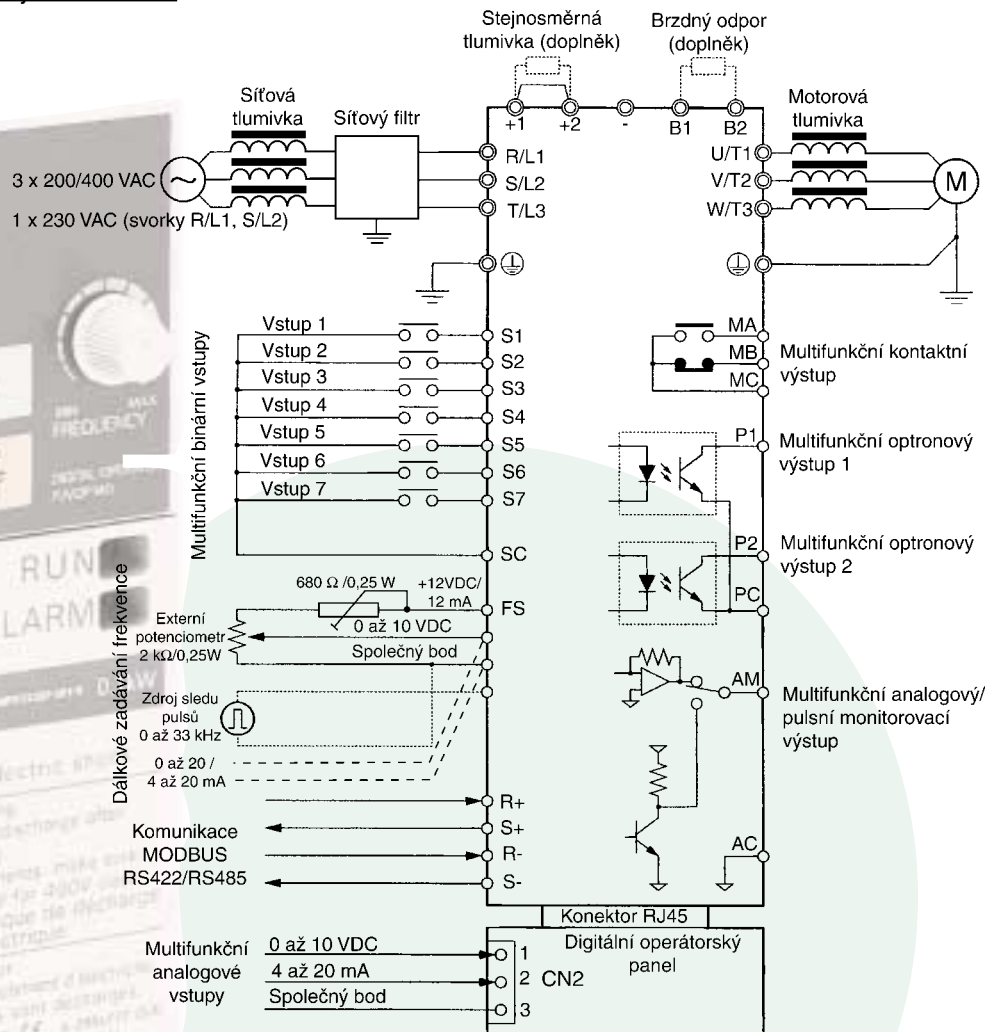 Stejnosměrná
tlumivka (doplněk)
Brzdný odpor
(doplněk)
Síťová
tlumivka
Síťový filtr
+1
+2
-
B1
B2
Motorová
tlumivka
3 x 200/400 VAC
1 x 230 VAC (svorky R/L1, S/L2)
R/L1
S/L2
T/L3
U/T1
V/T2
W/T3
M
Multifunkční binární vstupy
Vstup 1
S1
Vstup 2
S2
Vstup 3
S3
Vstup 4
S4
Vstup 5
S5
Vstup 6
S6
Vstup 7
S7
SC
MA
MB
MC
Multifunkční kontaktní
výstup
P1
Multifunkční optronový
výstup 1
P2
Multifunkční optronový
výstup 2
PC
Dálkové zadávání frekvence
680 Ω /0,25 W
+12VDC/
12 mA
FS
Externí
potenciometr
2 kΩ/0,25W
0 až 10 VDC
Společný bod
Zdroj sledu
pulsů
0 až 33 kHz
0 až 20 /
4 až 20 mA
AM
Multifunkční analogový/
pulsní monitorovací
výstup
AC
Komunikace
MODBUS
RS422/RS485
R+
S+
R-
S-
Konektor RJ45
Digitální operátorský
panel
Multifunkční
analogové
vstupy
0 až 10 VDC
4 až 20 mA
Společný bod
1
2
3
CN2
MIN
MAX
FREQUENCY
RUN
ALARM